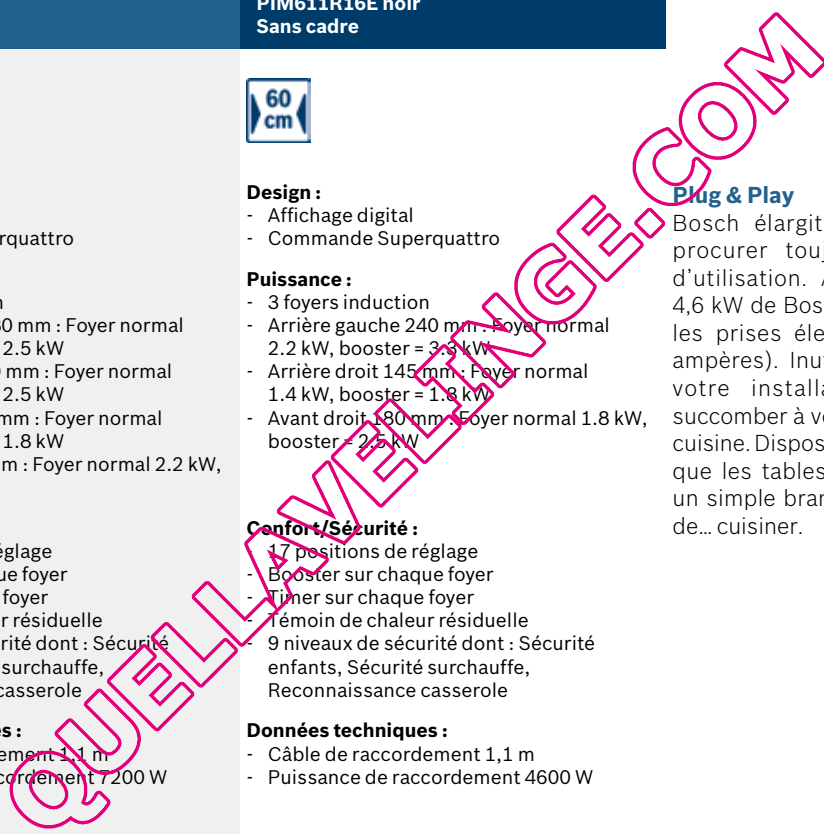 PIM611R16E noir
Sans cadre
60
cm
Design :
- Affichage digital
- Commande Superquattro
Puissance :
- 3 foyers induction
- Arrière gauche 240 mm : Foyer normal
2.2 kW, booster = 3.3 kW
- Arrière droit 145 mm : Foyer normal
1.4 kW, booster = 1.8 kW
- Avant droit 180 mm : Foyer normal 1.8 kW,
booster = 2.5 kW
Confort/Sécurité :
- 17 positions de réglage
- Booster sur chaque foyer
- Timer sur chaque foyer
- Témoin de chaleur résiduelle
- 9 niveaux de sécurité dont : Sécurité
enfants, Sécurité surchauffe,
Reconnaissance casserole
Données techniques :
- Câble de raccordement 1,1 m
- Puissance de raccordement 4600 W
rquattro
0 mm : Foyer normal
2.5 kW
mm : Foyer normal
2.5 kW
mm : Foyer normal
1.8 kW
m : Foyer normal 2.2 kW,
églage
ue foyer
foyer
r résiduelle
rité dont : Sécurité
surchauffe,
casserole
s :
ement 1,1 m
cordement 7200 W
Plug & Play
Bosch élargit
procurer touj
d’utilisation. A
4,6 kW de Bos
les prises éle
ampères). Inu
votre installa
succomber à v
cuisine. Dispos
que les tables
un simple bran
de... cuisiner.
QUELLAVELINGE.COM